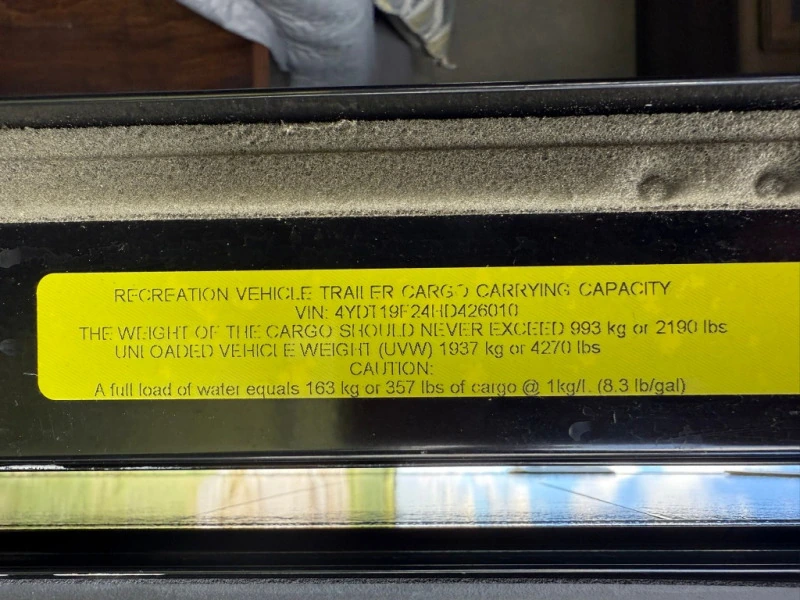 RECREATION VEHICLE TRAILER CARGO CARRYING CAPACITY
VIN: 4YDT19F24HD426010
THE WEIGHT OF THE CARGO SHOULD NEVER EXCEED 993 kg or 2190 lbs
UNLOADED VEHICLE WEIGHT (UVW) 1937 kg or 4270 lbs
CAUTION:
A full load of water equals 163 kg or 357 lbs of cargo @ 1kg/L (8.3 lb/gal)